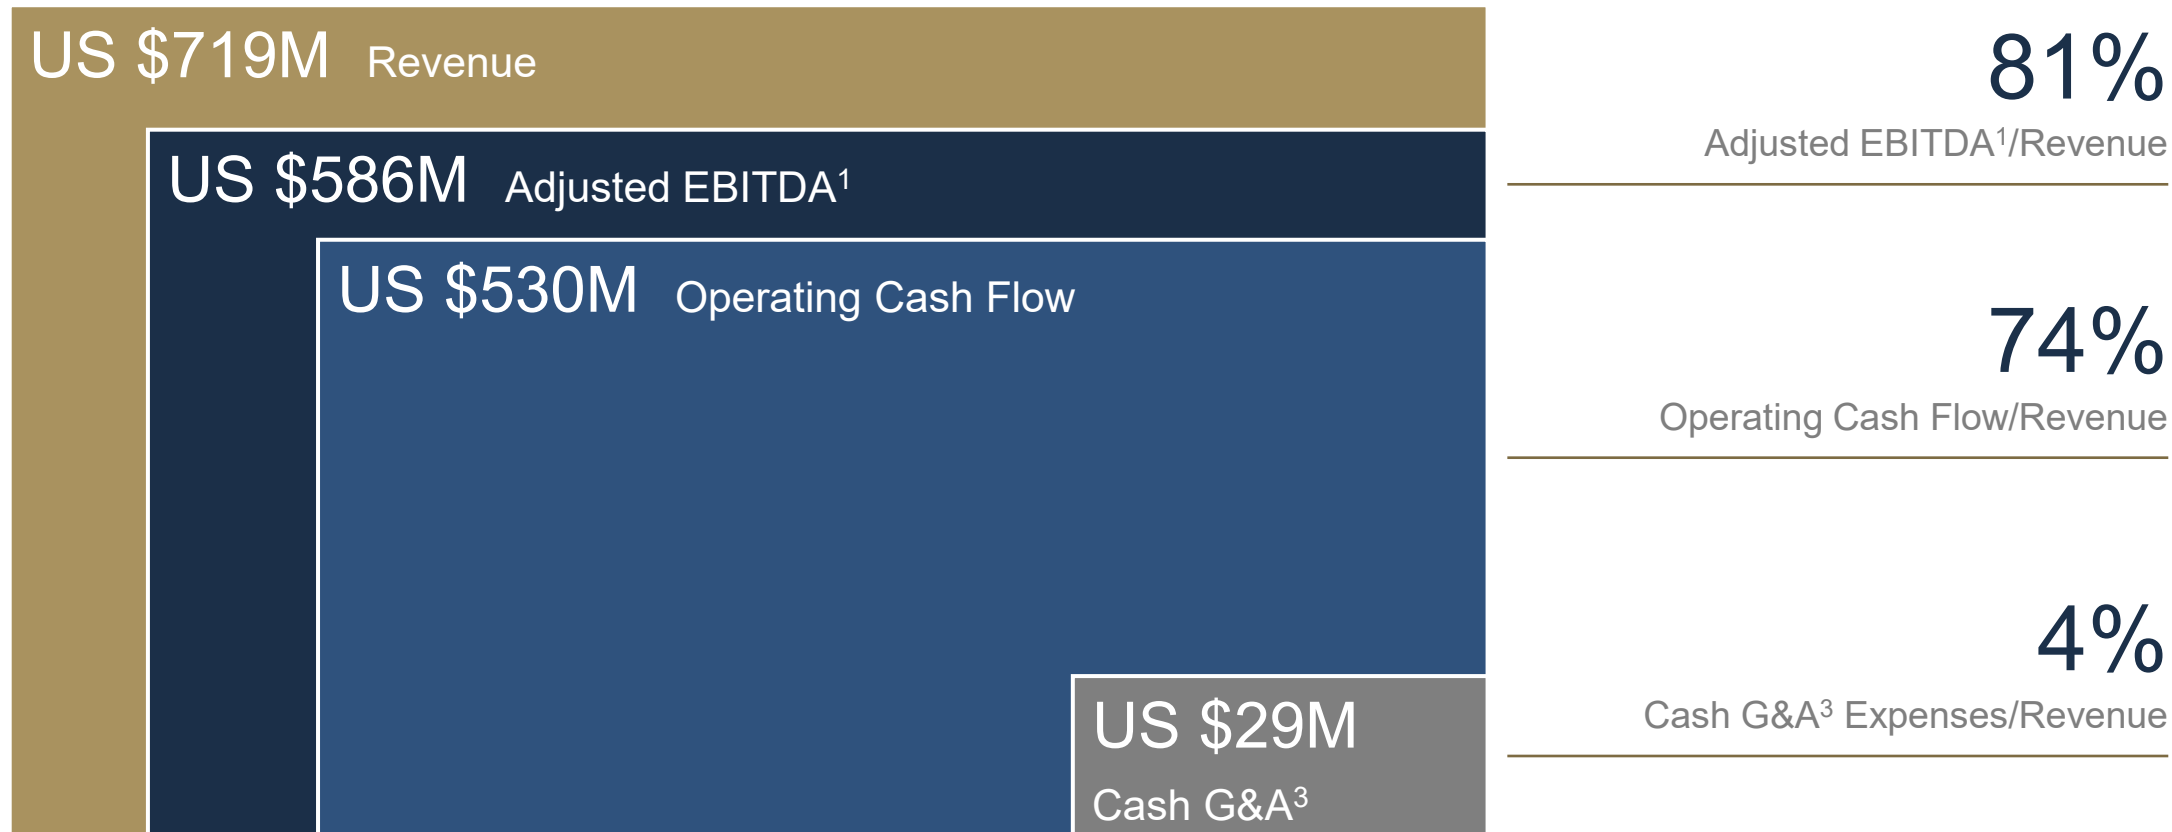 US $719M Revenue
US $586M Adjusted EBITDA¹
US $530M Operating Cash Flow
US $29M
Cash G&A³
81%
Adjusted EBITDA¹/Revenue
74%
Operating Cash Flow/Revenue
4%
Cash G&A³ Expenses/Revenue